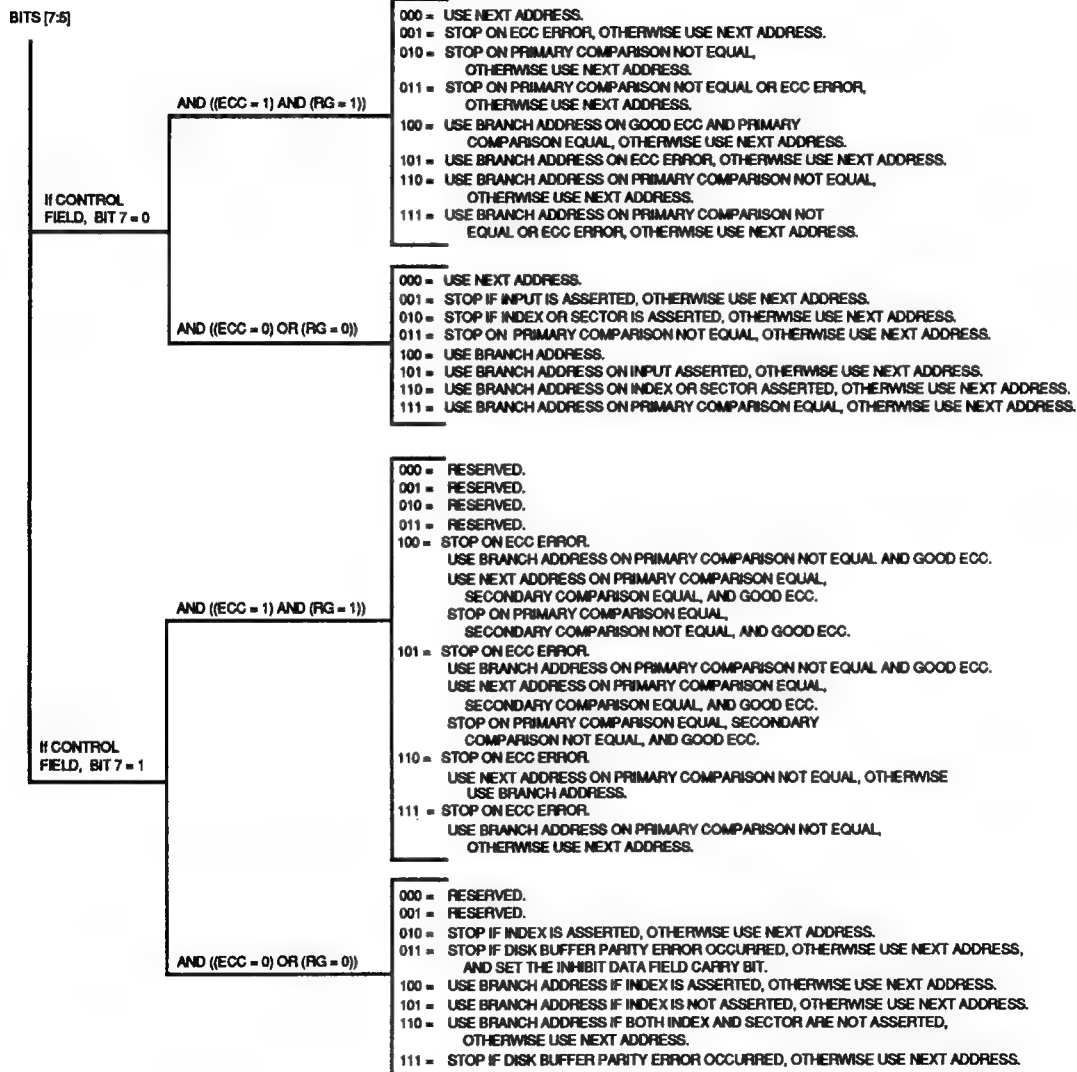 BITS [7:5]
000 = USE NEXT ADDRESS.
001 = STOP ON ECC ERROR, OTHERWISE USE NEXT ADDRESS.
010 = STOP ON PRIMARY COMPARISON NOT EQUAL,
OTHERWISE USE NEXT ADDRESS.
011 = STOP ON PRIMARY COMPARISON NOT EQUAL OR ECC ERROR,
OTHERWISE USE NEXT ADDRESS.
AND ((ECC = 1) AND (RG = 1))
100 = USE BRANCH ADDRESS ON GOOD ECC AND PRIMARY
COMPARISON EQUAL, OTHERWISE USE NEXT ADDRESS.
101 = USE BRANCH ADDRESS ON ECC ERROR, OTHERWISE USE NEXT ADDRESS.
110 = USE BRANCH ADDRESS ON PRIMARY COMPARISON NOT EQUAL,
OTHERWISE USE NEXT ADDRESS.
111 = USE BRANCH ADDRESS ON PRIMARY COMPARISON NOT
EQUAL OR ECC ERROR, OTHERWISE USE NEXT ADDRESS.
If CONTROL
FIELD, BIT 7 = 0
000 = USE NEXT ADDRESS.
001 = STOP IF INPUT IS ASSERTED, OTHERWISE USE NEXT ADDRESS.
010 = STOP IF INDEX OR SECTOR IS ASSERTED, OTHERWISE USE NEXT ADDRESS.
AND ((ECC = 0) OR (RG = 0))
011 = STOP ON PRIMARY COMPARISON NOT EQUAL, OTHERWISE USE NEXT ADDRESS.
100 = USE BRANCH ADDRESS.
101 = USE BRANCH ADDRESS ON INPUT ASSERTED, OTHERWISE USE NEXT ADDRESS.
110 = USE BRANCH ADDRESS ON INDEX OR SECTOR ASSERTED, OTHERWISE USE NEXT ADDRESS.
111 = USE BRANCH ADDRESS ON PRIMARY COMPARISON EQUAL, OTHERWISE USE NEXT ADDRESS.
000 = RESERVED.
001 = RESERVED.
010 = RESERVED.
011 = RESERVED.
100 = STOP ON ECC ERROR.
USE BRANCH ADDRESS ON PRIMARY COMPARISON NOT EQUAL AND GOOD ECC.
USE NEXT ADDRESS ON PRIMARY COMPARISON EQUAL,
SECONDARY COMPARISON EQUAL, AND GOOD ECC.
AND ((ECC = 1) AND (RG = 1))
STOP ON PRIMARY COMPARISON EQUAL,
SECONDARY COMPARISON NOT EQUAL, AND GOOD ECC.
101 = STOP ON ECC ERROR.
USE BRANCH ADDRESS ON PRIMARY COMPARISON NOT EQUAL AND GOOD ECC.
USE NEXT ADDRESS ON PRIMARY COMPARISON EQUAL,
SECONDARY COMPARISON EQUAL, AND GOOD ECC.
STOP ON PRIMARY COMPARISON EQUAL, SECONDARY
COMPARISON NOT EQUAL, AND GOOD ECC.
If CONTROL
FIELD, BIT 7 = 1
110 = STOP ON ECC ERROR.
USE NEXT ADDRESS ON PRIMARY COMPARISON NOT EQUAL, OTHERWISE
USE BRANCH ADDRESS.
111 = STOP ON ECC ERROR.
USE BRANCH ADDRESS ON PRIMARY COMPARISON NOT EQUAL,
OTHERWISE USE NEXT ADDRESS.
000 = RESERVED.
001 = RESERVED.
010 = STOP IF INDEX IS ASSERTED, OTHERWISE USE NEXT ADDRESS.
011 = STOP IF DISK BUFFER PARITY ERROR OCCURRED, OTHERWISE USE NEXT ADDRESS,
AND SET THE INHIBIT DATA FIELD CARRY BIT.
AND ((ECC = 0) OR (RG = 0))
100 = USE BRANCH ADDRESS IF INDEX IS ASSERTED, OTHERWISE USE NEXT ADDRESS.
101 = USE BRANCH ADDRESS IF INDEX IS NOT ASSERTED, OTHERWISE USE NEXT ADDRESS.
110 = USE BRANCH ADDRESS IF BOTH INDEX AND SECTOR ARE NOT ASSERTED,
OTHERWISE USE NEXT ADDRESS.
111 = STOP IF DISK BUFFER PARITY ERROR OCCURRED, OTHERWISE USE NEXT ADDRESS.